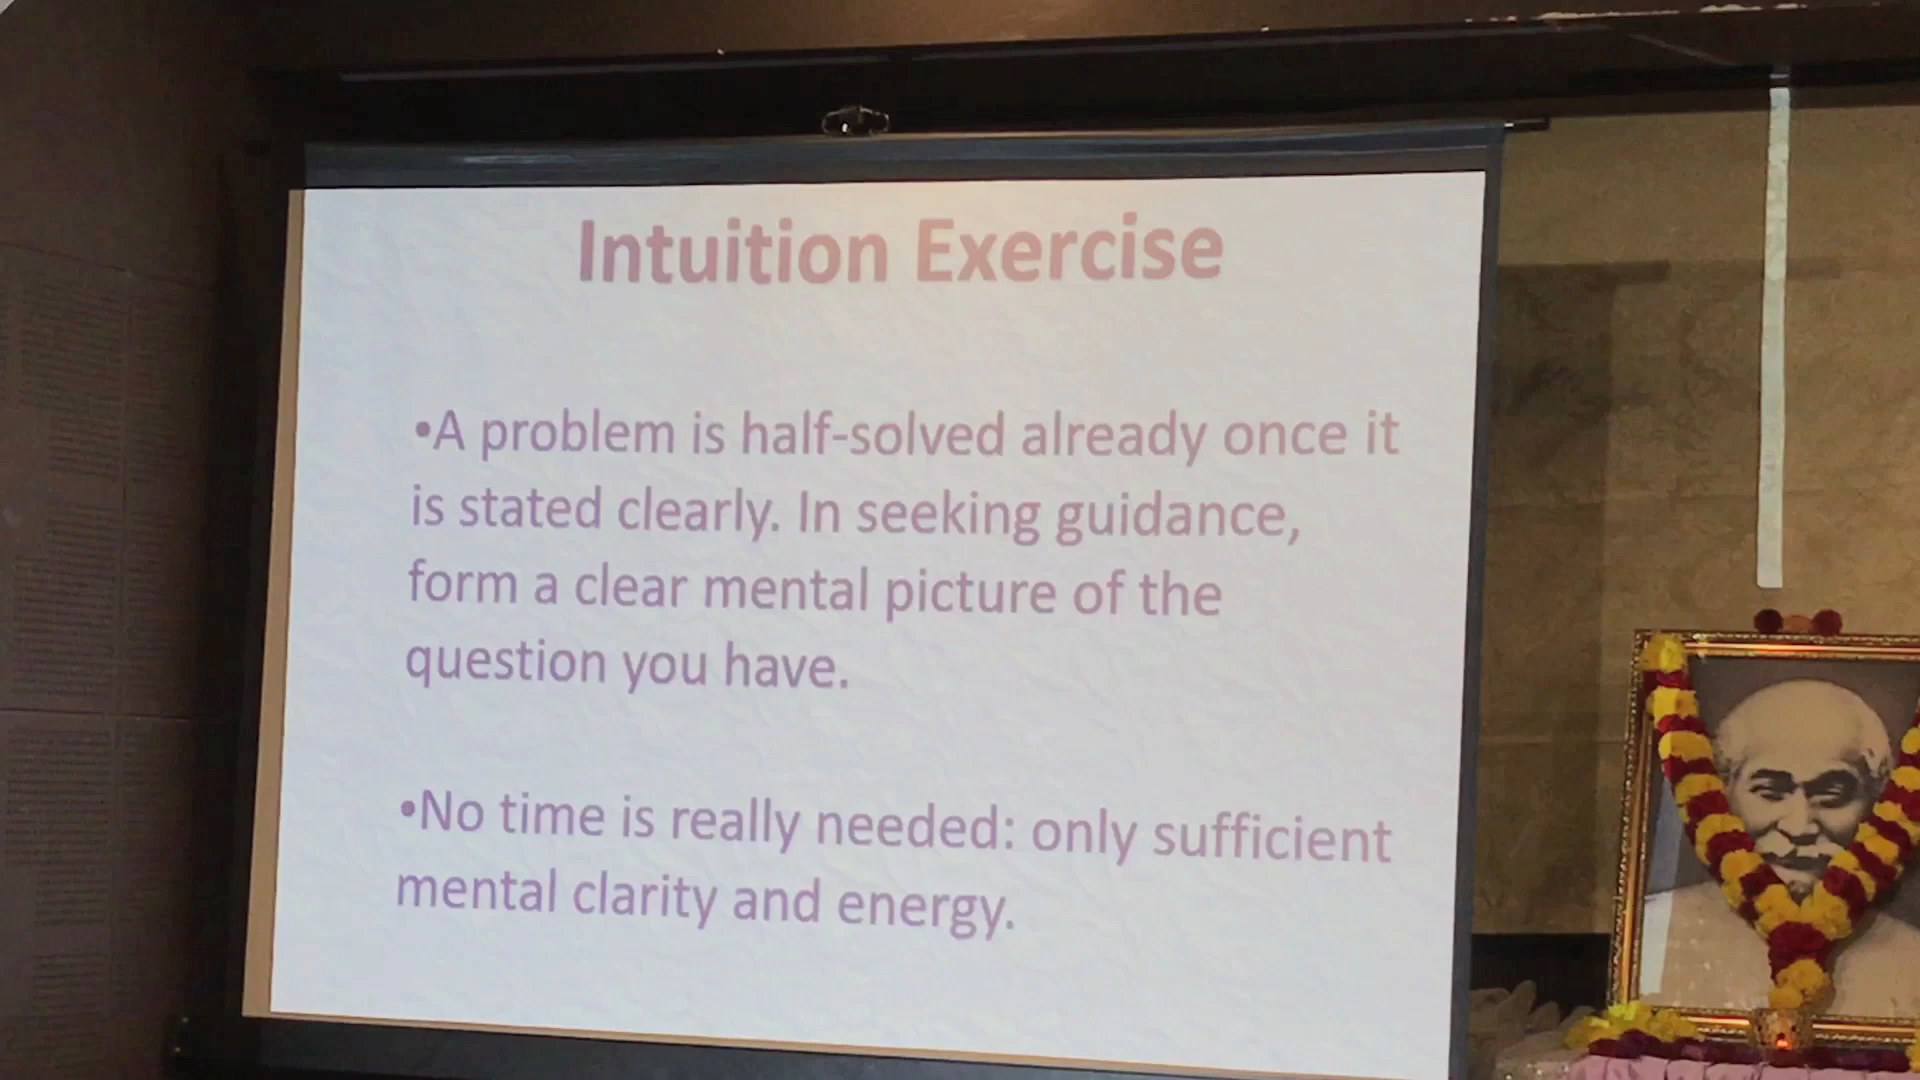 Intuition Exercise
•A problem is half-solved already once it
is stated clearly. In seeking guidance,
form a clear mental picture of the
question you have.
•No time is really needed: only sufficient
mental clarity and energy.